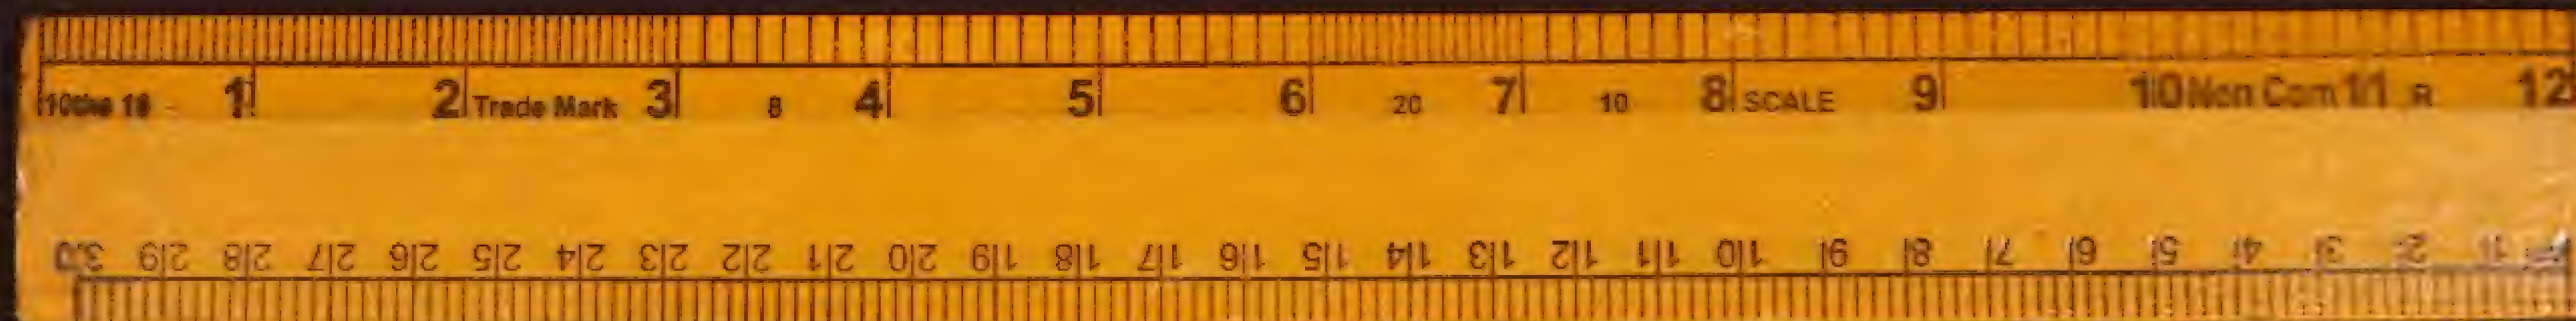 10ths 16 1 2 Trade Mark 3 8 4 5 6 20 7 10 8 SCALE 9 10 Non Com 11 R 12
30 29 28 27 26 25 24 23 22 21 20 19 18 17 16 15 14 13 12 11 10 9 8 7 6 5 4 3 2 1